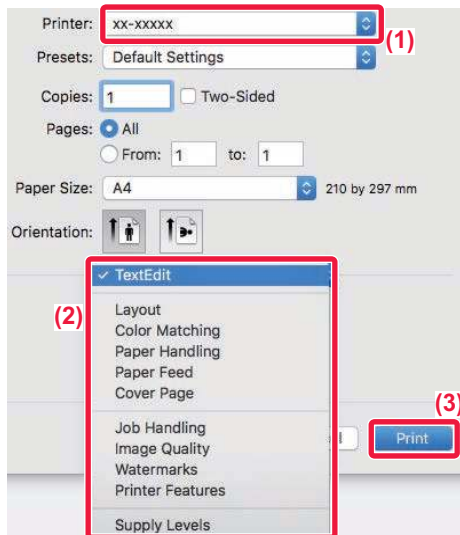 Printer: xx-xxxxx
(1)
Presets: Default Settings
Copies: 1 Two-Sided
Pages: All
From: 1 to: 1
Paper Size: A4 210 by 297 mm
Orientation:
✓ TextEdit
(2)
Layout
Color Matching
Paper Handling
Paper Feed
Cover Page
(3)
Job Handling
Image Quality
Watermarks
Printer Features
Print
Supply Levels